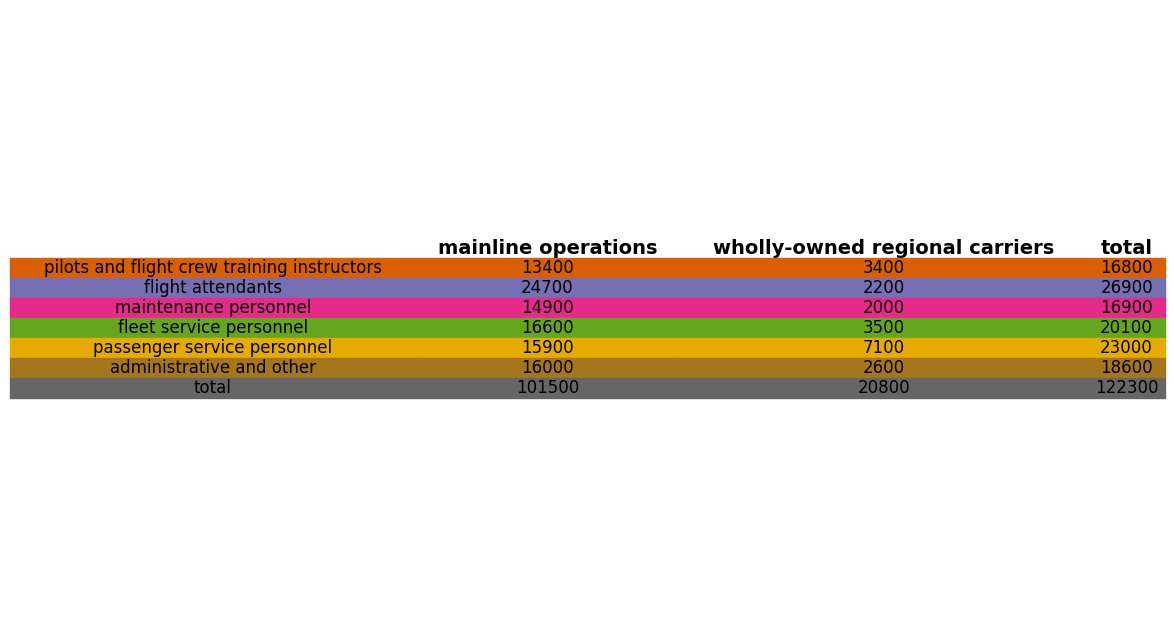 mainline operations wholly-owned regional carriers total
pilots and flight crew training instructors 13400 3400 16800
flight attendants 24700 2200 26900
maintenance personnel 14900 2000 16900
fleet service personnel 16600 3500 20100
passenger service personnel 15900 7100 23000
administrative and other 16000 2600 18600
total 101500 20800 122300